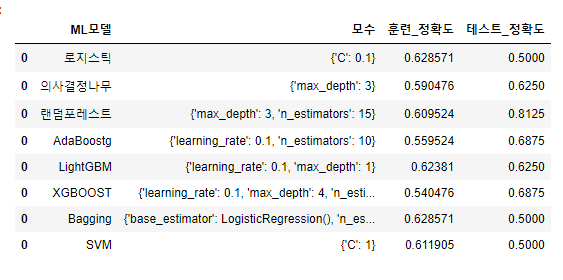 ML모델 모수 훈련_정확도 테스트_정확도
0 로지스틱 {'C': 0.1} 0.628571 0.5000
0 의사결정나무 {'max_depth': 3} 0.590476 0.6250
0 랜덤포레스트 {'max_depth': 3, 'n_estimators': 15} 0.609524 0.8125
0 AdaBoostg {'learning_rate': 0.1, 'n_estimators': 10} 0.559524 0.6875
0 LightGBM {'learning_rate': 0.1, 'max_depth': 1} 0.62381 0.6250
0 XGBOOST {'learning_rate': 0.1, 'max_depth': 4, 'n_esti... 0.540476 0.6875
0 Bagging {'base_estimator': LogisticRegression(), 'n_es... 0.628571 0.5000
0 SVM {'C': 1} 0.611905 0.5000